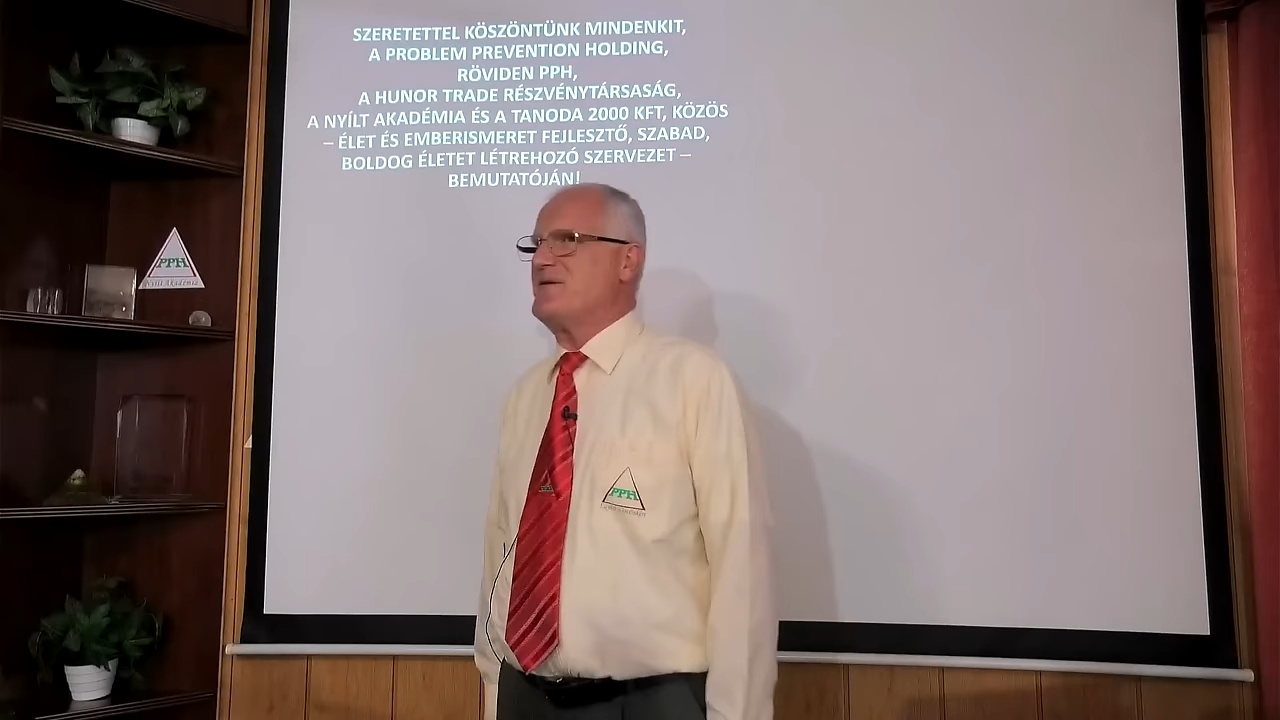 SZERETETTEL KÖSZÖNTÜNK MINDENKIT,
A PROBLEM PREVENTION HOLDING,
RÖVIDEN PPH,
A HUNOR TRADE RÉSZVÉNYTÁRSASÁG,
A NYÍLT AKADÉMIA ÉS A TANODA 2000 KFT, KÖZÖS
– ÉLET ÉS EMBERISMERET FEJLESZTŐ, SZABAD,
BOLDOG ÉLETET LÉTREHOZÓ SZERVEZET –
BEMUTATÓJÁN!
PPH
Nyílt Akadémia
PPH